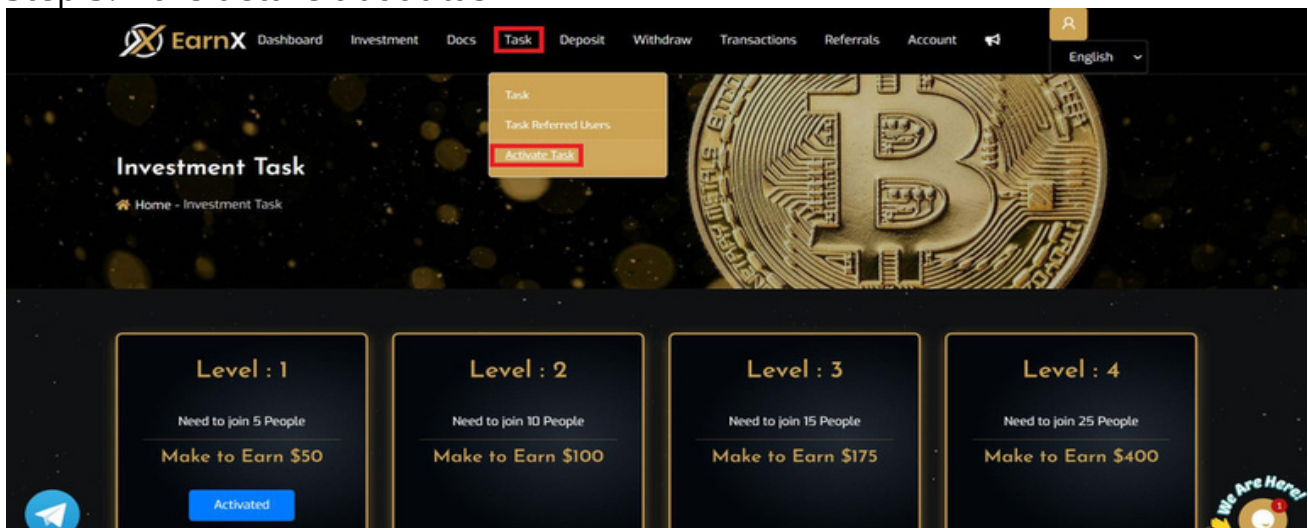 EarnX Dashboard Investment Docs Task Deposit Withdraw Transactions Referrals Account
English
Task
Task Referred Users
Activate Task
Investment Task
Home - Investment Task
Level : 1
Need to join 5 People
Make to Earn $50
Activated
Level : 2
Need to join 10 People
Make to Earn $100
Level : 3
Need to join 15 People
Make to Earn $175
Level : 4
Need to join 25 People
Make to Earn $400
We Are Here!
1